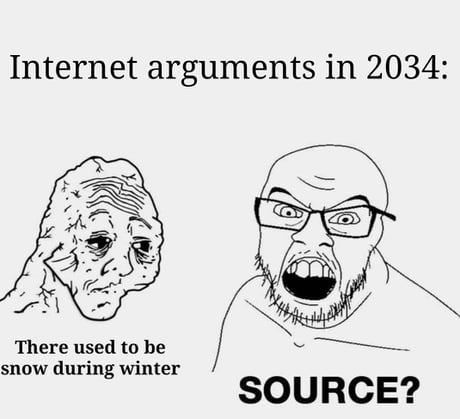 Internet arguments in 2034:
There used to be
snow during winter
SOURCE?